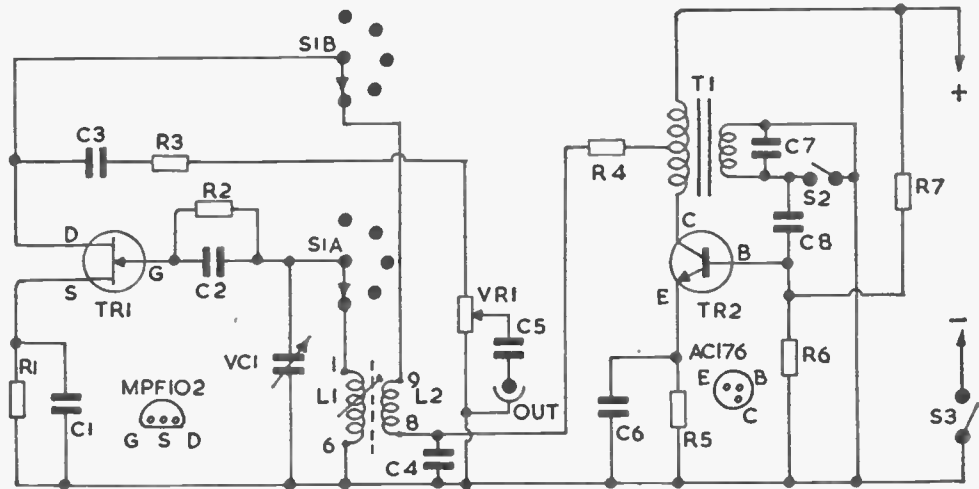 S1B
T1
+
C3
R3
R4
C7
S2
R7
R2
C
C8
D
S1A
B
G
S
C2
VR1
E
TR1
C5
TR2
−
R1
VC1
1
9
AC176
R6
MPF102
L1
L2
E B
OUT
C
S3
C1
G S D
6
8
C4
C6
R5